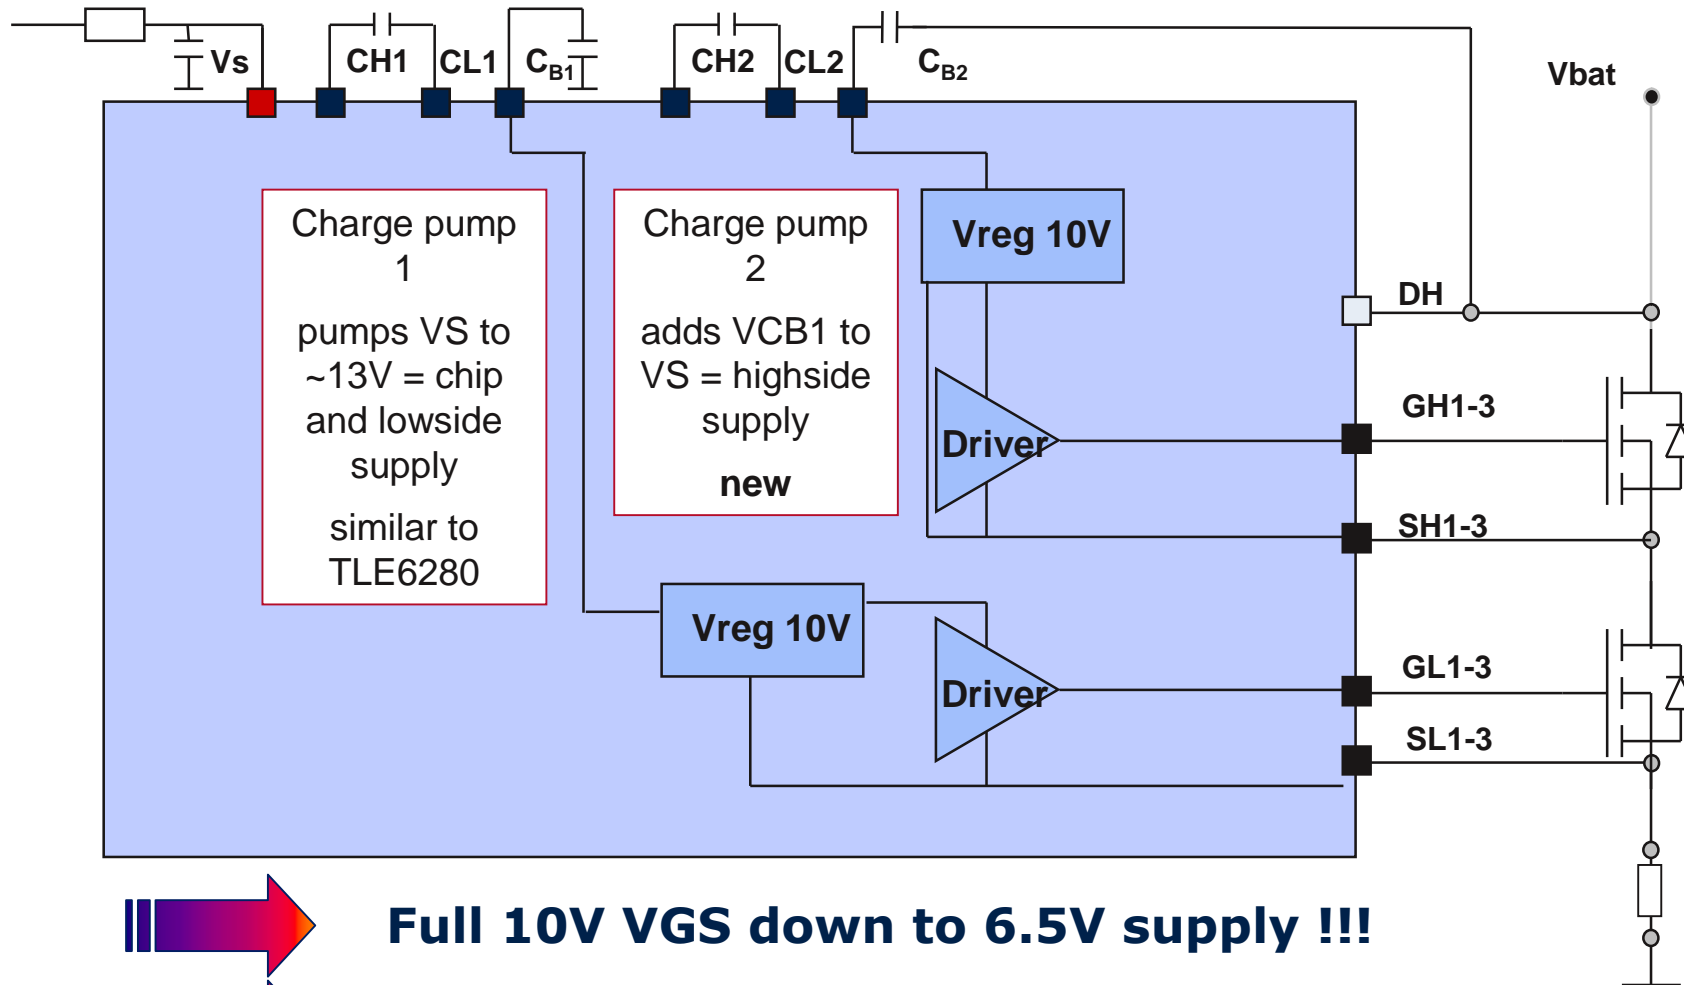 Vs
CH1
CL1
CB1
CH2
CL2
CB2
Vbat
Charge pump
1
pumps VS to
~13V = chip
and lowside
supply
similar to
TLE6280
Charge pump
2
adds VCB1 to
VS = highside
supply
new
Vreg 10V
DH
Driver
GH1-3
SH1-3
Vreg 10V
Driver
GL1-3
SL1-3
Full 10V VGS down to 6.5V supply !!!